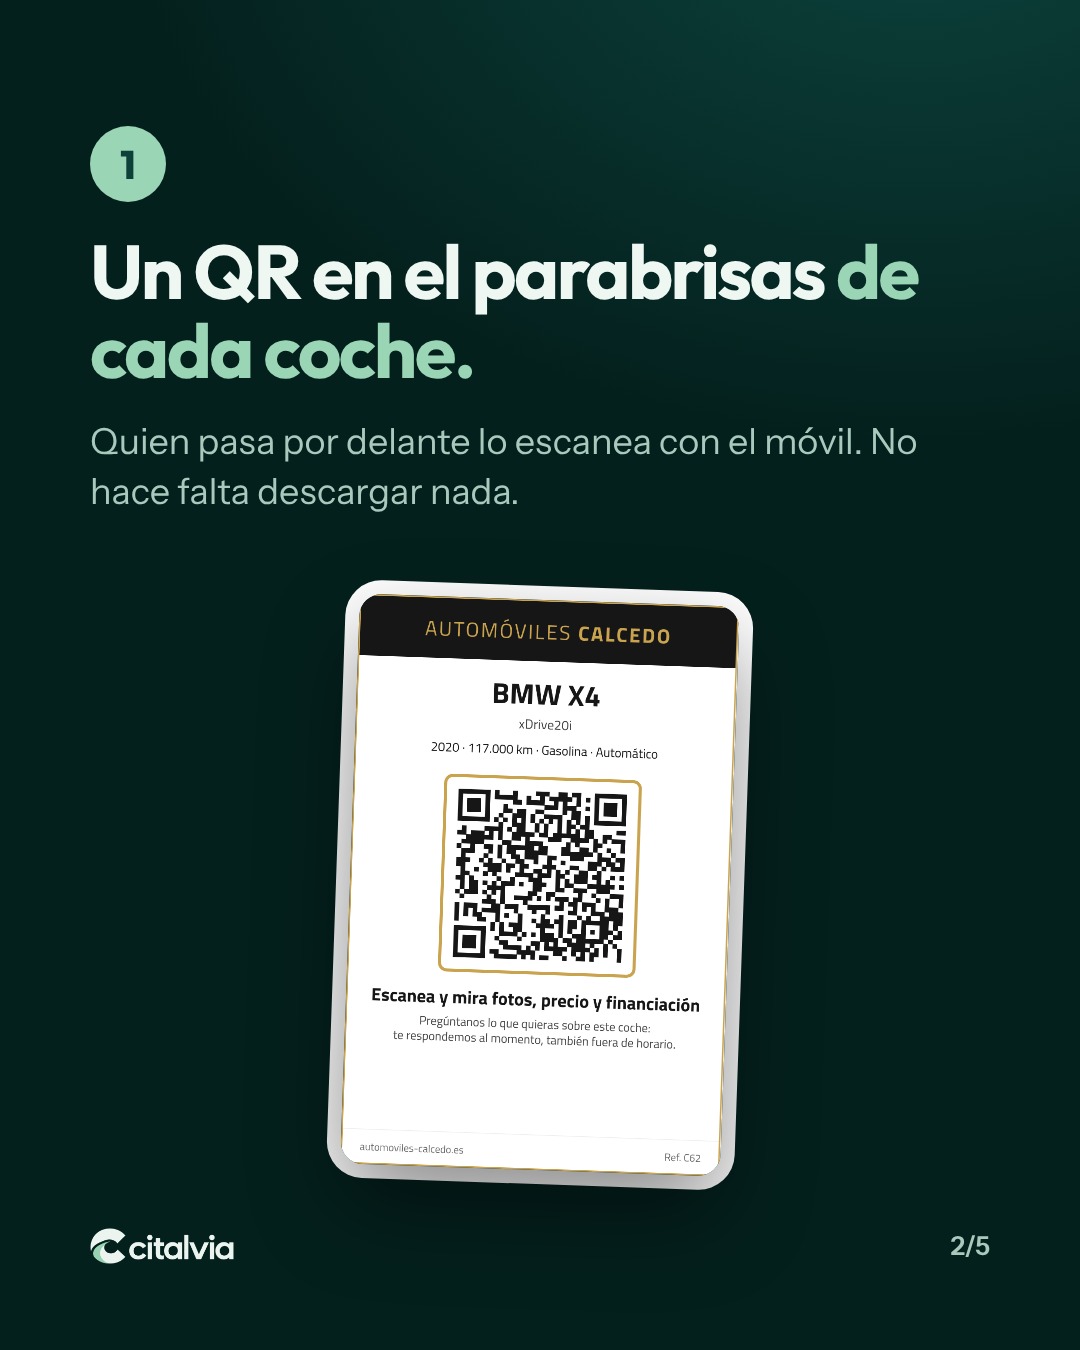 1
Un QR en el parabrisas de
cada coche.
Quien pasa por delante lo escanea con el móvil. No
hace falta descargar nada.
AUTOMÓVILES CALCEDO
BMW X4
xDrive20i
2020 · 117.000 km · Gasolina · Automático
Escanea y mira fotos, precio y financiación
Pregúntanos lo que quieras sobre este coche:
te respondemos al momento, también fuera de horario.
automoviles-calcedo.es
Ref. C62
citalvia
2/5